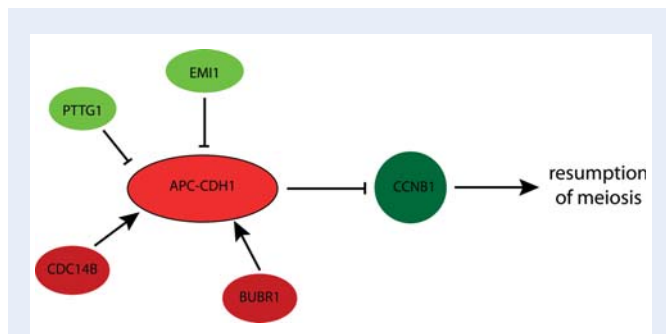 EMI1
PTTG1
APC-CDH1
CCNB1
resumption
of meiosis
CDC14B
BUBR1